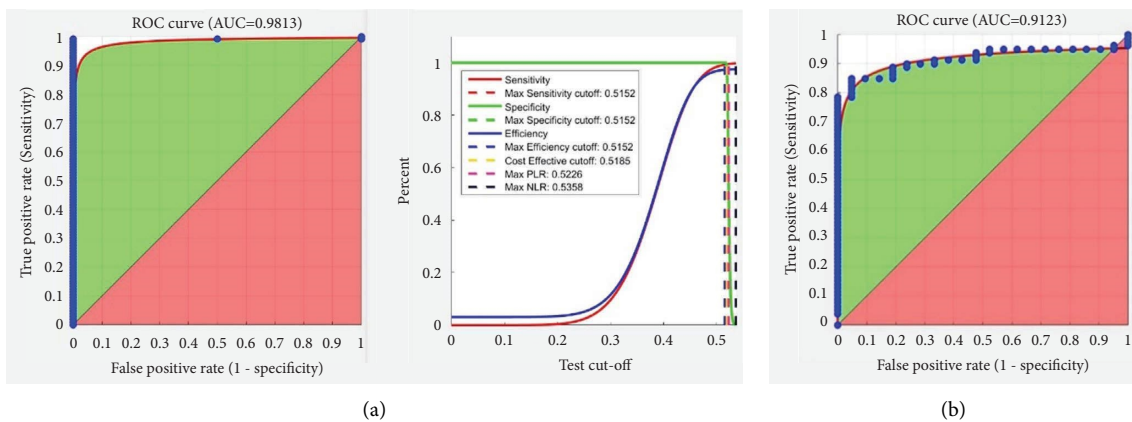 ROC curve (AUC=0.9813)
True positive rate (Sensitivity)
1
0.9
0.8
0.7
0.6
0.5
0.4
0.3
0.2
0.1
0
0 0.1 0.2 0.3 0.4 0.5 0.6 0.7 0.8 0.9 1
False positive rate (1 - specificity)
Percent
1
0.8
0.6
0.4
0.2
0
Sensitivity
Max Sensitivity cutoff: 0.5152
Specificity
Max Specificity cutoff: 0.5152
Efficiency
Max Efficiency cutoff: 0.5152
Cost Effective cutoff: 0.5185
Max PLR: 0.5226
Max NLR: 0.5358
0 0.1 0.2 0.3 0.4 0.5
Test cut-off
(a)
ROC curve (AUC=0.9123)
True positive rate (Sensitivity)
1
0.9
0.8
0.7
0.6
0.5
0.4
0.3
0.2
0.1
0
0 0.1 0.2 0.3 0.4 0.5 0.6 0.7 0.8 0.9 1
False positive rate (1 - specificity)
(b)